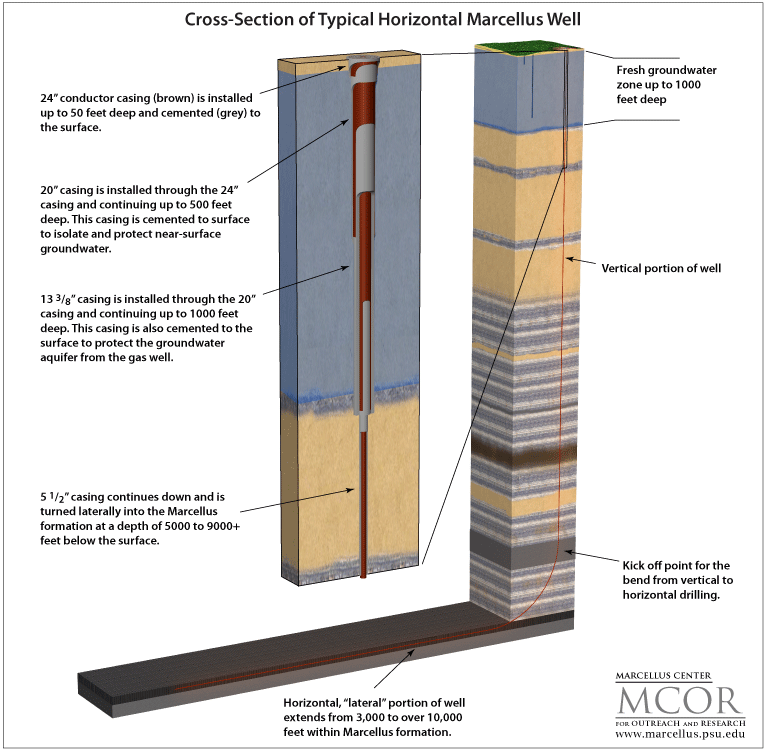 Cross-Section of Typical Horizontal Marcellus Well
24” conductor casing (brown) is installed
up to 50 feet deep and cemented (grey) to
the surface.
20” casing is installed through the 24”
casing and continuing up to 500 feet
deep. This casing is cemented to surface
to isolate and protect near-surface
groundwater.
13 3/8” casing is installed through the 20”
casing and continuing up to 1000 feet
deep. This casing is also cemented to the
surface to protect the groundwater
aquifer from the gas well.
5 1/2” casing continues down and is
turned laterally into the Marcellus
formation at a depth of 5000 to 9000+
feet below the surface.
Fresh groundwater
zone up to 1000
feet deep
Vertical portion of well
Kick off point for the
bend from vertical to
horizontal drilling.
Horizontal, “lateral” portion of well
extends from 3,000 to over 10,000
feet within Marcellus formation.
MARCELLUS CENTER
MCOR
FOR OUTREACH AND RESEARCH
www.marcellus.psu.edu